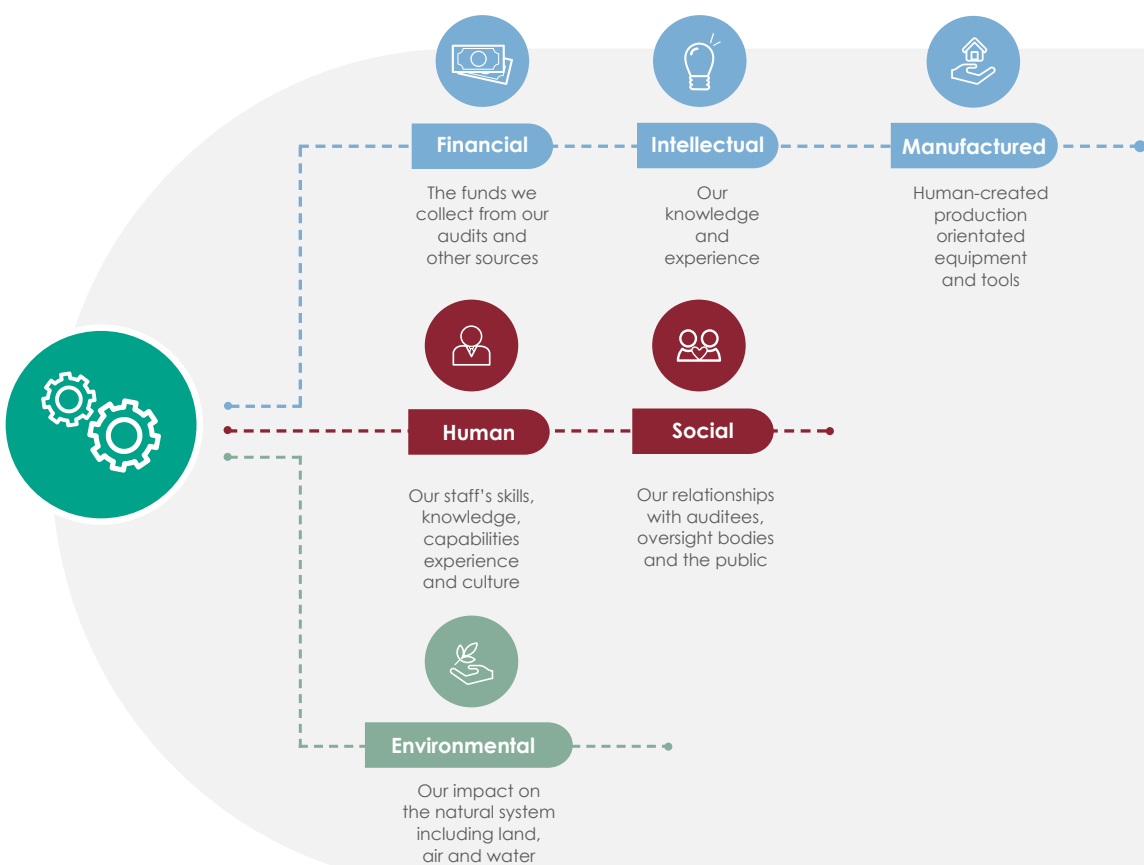 Financial
The funds we
collect from our
audits and
other sources
Intellectual
Our
knowledge
and
experience
Manufactured
Human-created
production
orientated
equipment
and tools
Human
Our staff's skills,
knowledge,
capabilities
experience
and culture
Social
Our relationships
with auditees,
oversight bodies
and the public
Environmental
Our impact on
the natural system
including land,
air and water